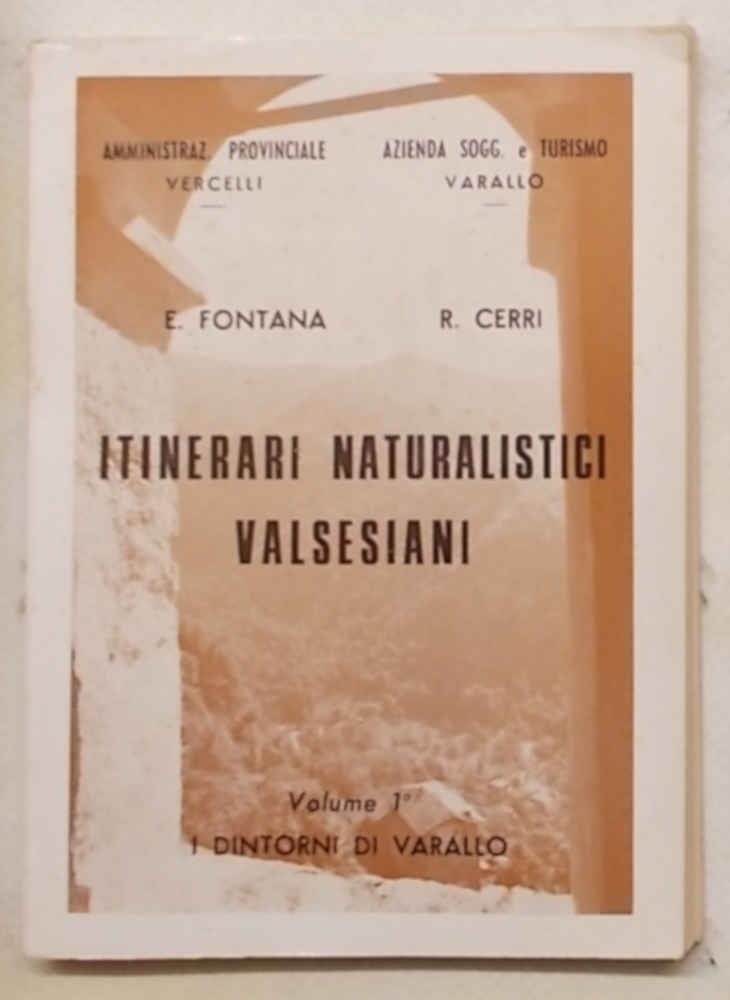 AMMINISTRAZ. PROVINCIALE
VERCELLI
AZIENDA SOGG. e TURISMO
VARALLO
E. FONTANA
R. CERRI
ITINERARI NATURALISTICI
VALSESIANI
Volume 1°
I DINTORNI DI VARALLO